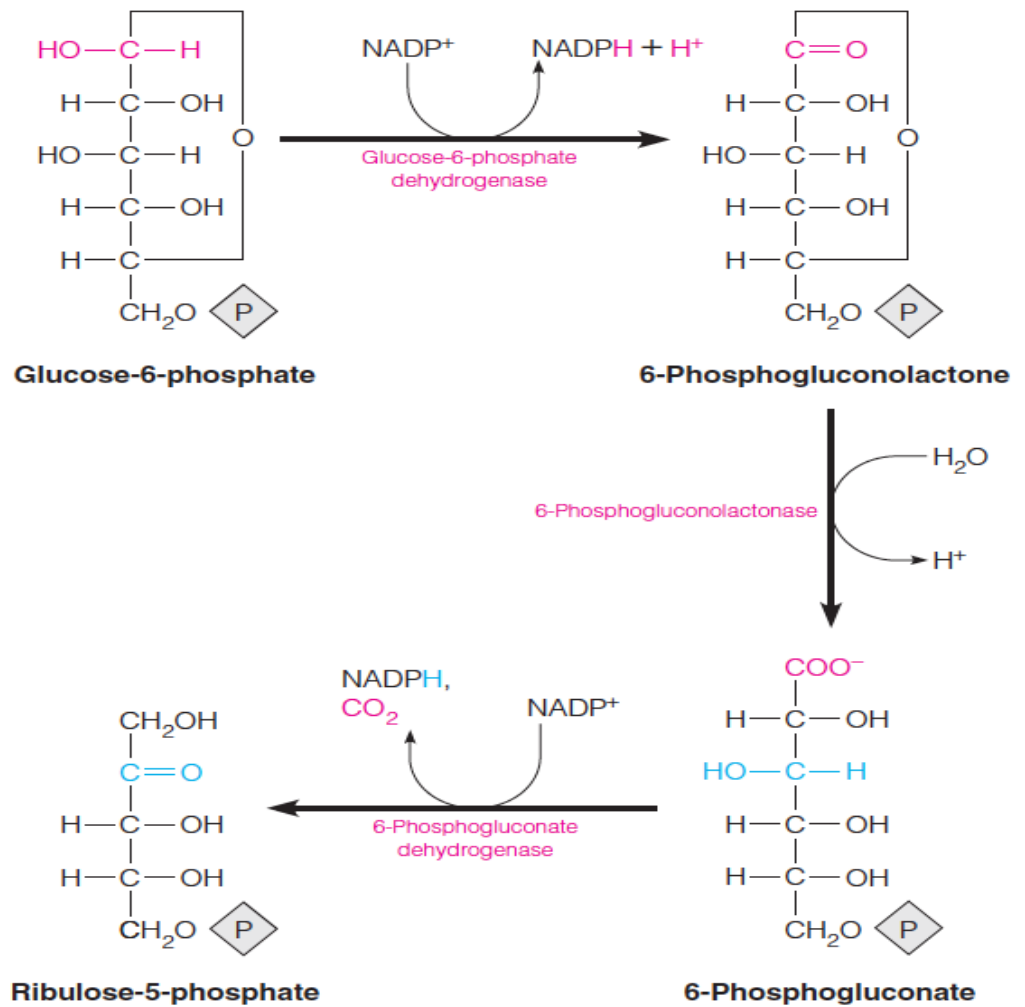 HO—C—H
H—C—OH
HO—C—H
O
H—C—OH
H—C
CH₂O P
Glucose-6-phosphate
NADP⁺
NADPH + H⁺
Glucose-6-phosphate
dehydrogenase
C=O
H—C—OH
HO—C—H
O
H—C—OH
H—C
CH₂O P
6-Phosphogluconolactone
6-Phosphogluconolactonase
H₂O
H⁺
COO⁻
H—C—OH
HO—C—H
H—C—OH
H—C—OH
CH₂O P
6-Phosphogluconate
NADPH,
CO₂
NADP⁺
6-Phosphogluconate
dehydrogenase
CH₂OH
C=O
H—C—OH
H—C—OH
CH₂O P
Ribulose-5-phosphate